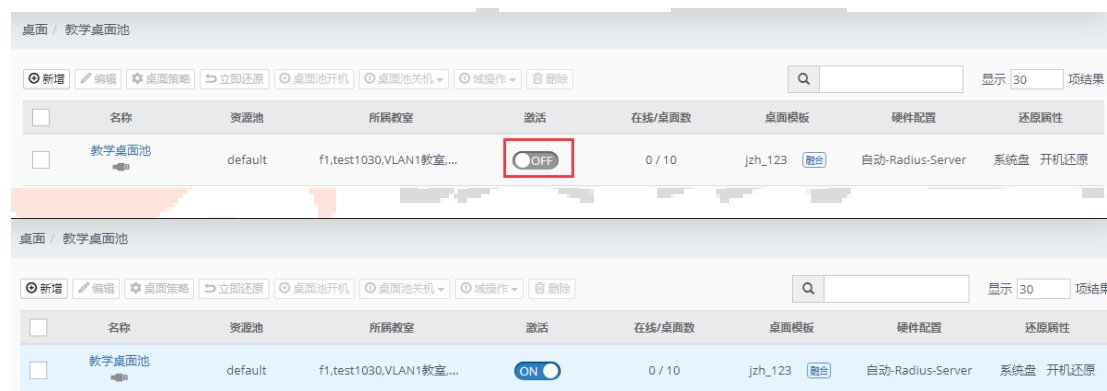 桌面 / 教学桌面池
新增 编辑 桌面策略 立即还原 桌面池开机 桌面池关机 域操作 删除 显示 30 项结果
名称 资源池 所属教室 激活 在线/桌面数 桌面模板 硬件配置 还原属性
教学桌面池 default f1,test1030,VLAN1教室,... OFF 0 / 10 jzh_123 融合 自动-Radius-Server 系统盘 开机还原
桌面 / 教学桌面池
新增 编辑 桌面策略 立即还原 桌面池开机 桌面池关机 域操作 删除 显示 30 项结果
名称 资源池 所属教室 激活 在线/桌面数 桌面模板 硬件配置 还原属性
教学桌面池 default f1,test1030,VLAN1教室,... ON 0 / 10 jzh_123 融合 自动-Radius-Server 系统盘 开机还原